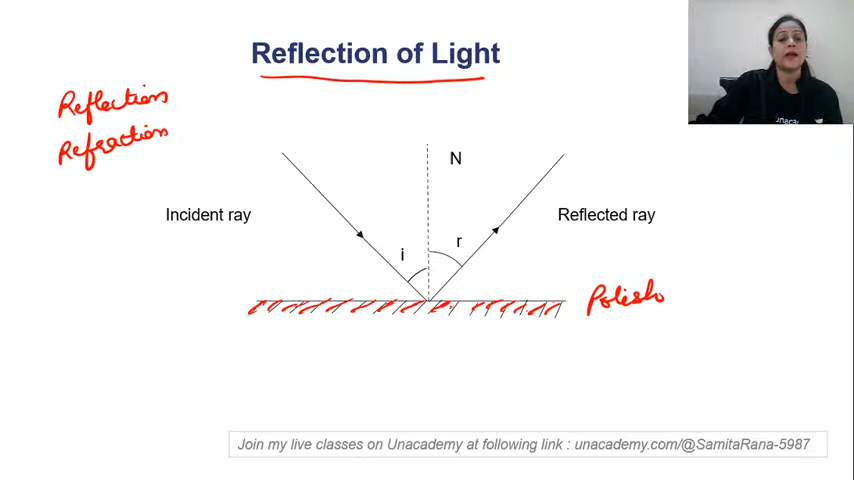 Reflection of Light
Reflection
Refraction
N
Incident ray
Reflected ray
i
r
Polish
unaca
Join my live classes on Unacademy at following link : unacademy.com/@SamitaRana-5987